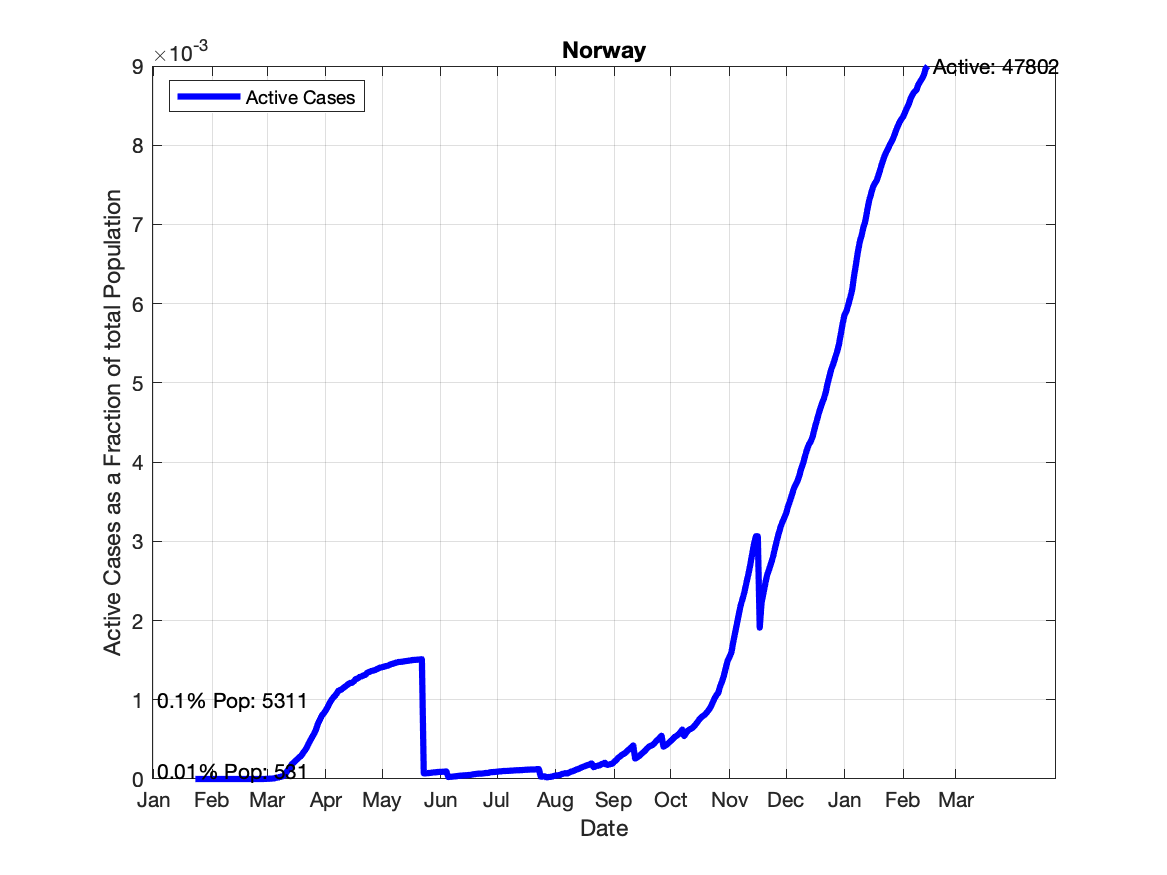 Norway
×10-3
Active Cases
Active: 47802
9
8
7
6
5
4
3
2
1
0
0.1% Pop: 5311
0.01% Pop: 531
Active Cases as a Fraction of total Population
Jan Feb Mar Apr May Jun Jul Aug Sep Oct Nov Dec Jan Feb Mar
Date